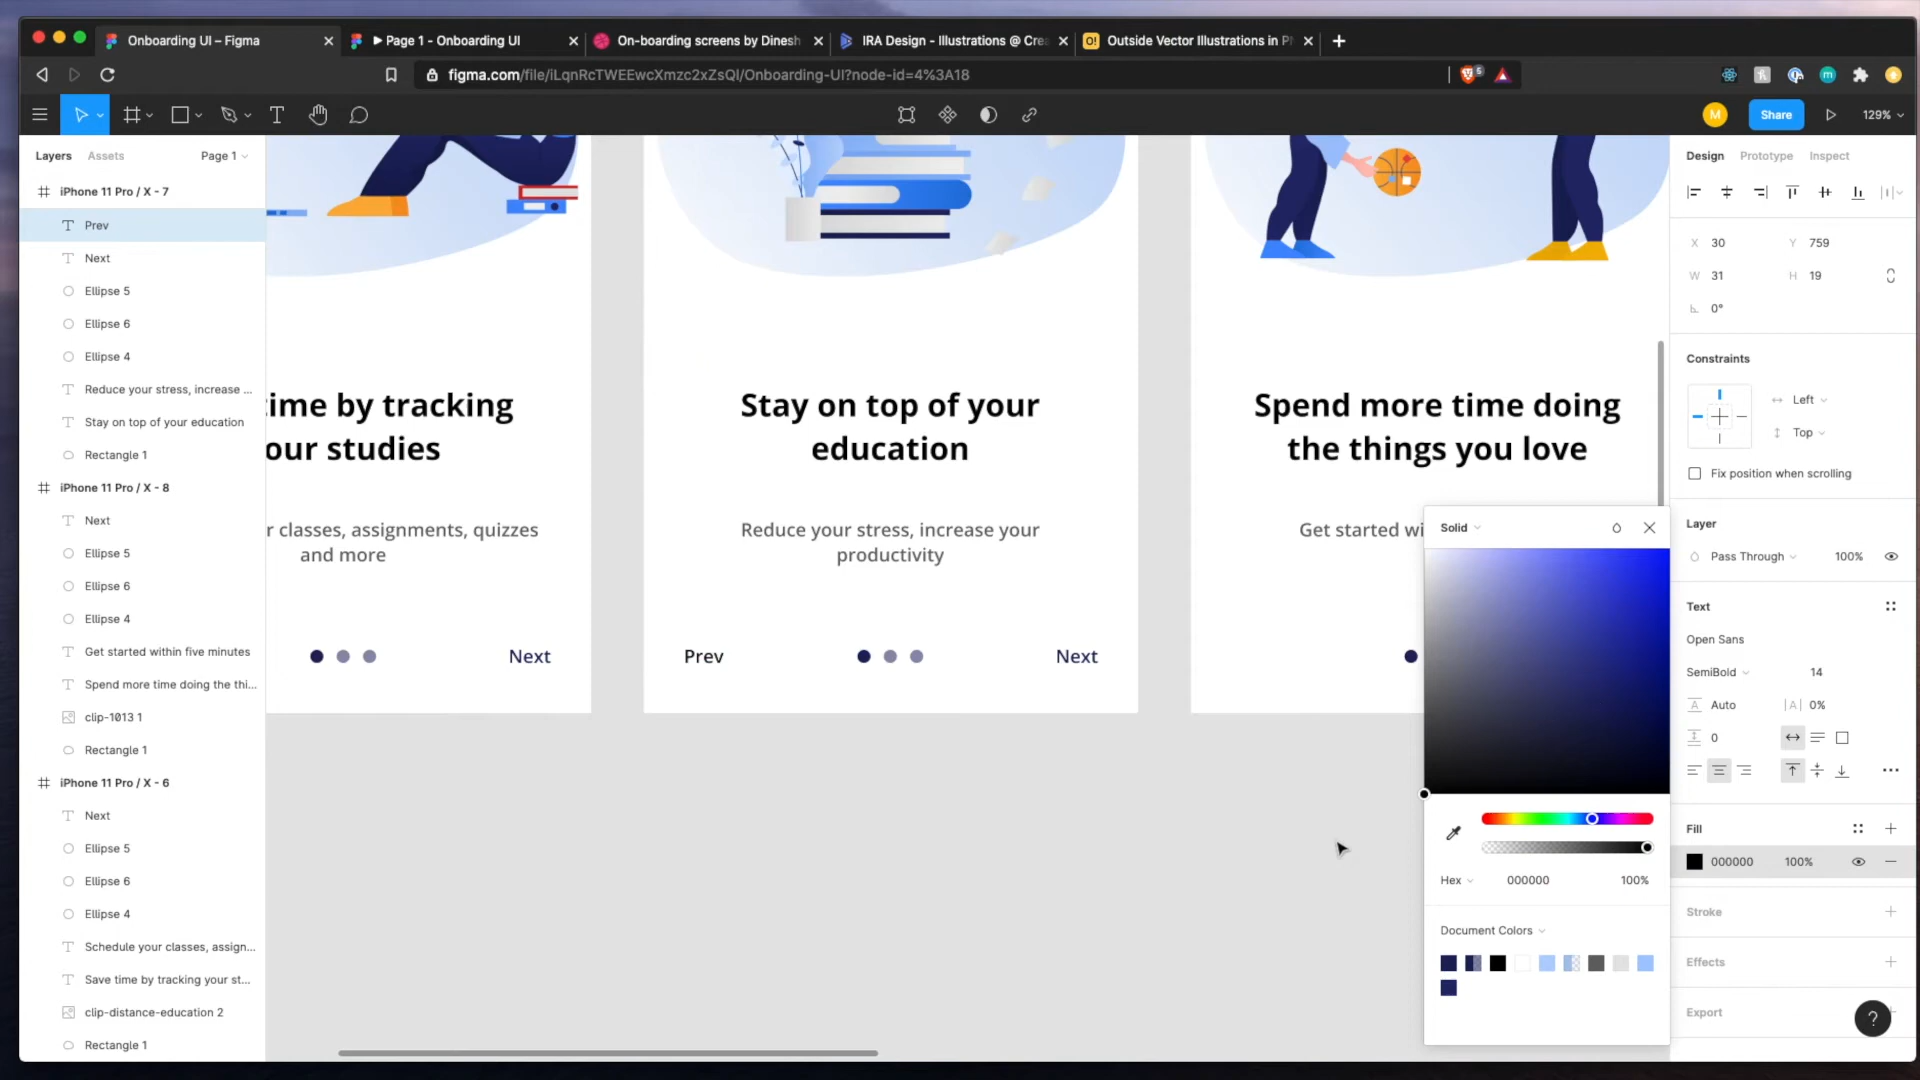 Onboarding UI – Figma
Page 1 - Onboarding UI
On-boarding screens by Dinesh
IRA Design - Illustrations @ Crea
Outside Vector Illustrations in PN
figma.com/file/iLqnRcTWEEwcXmzc2xZsQl/Onboarding-UI?node-id=4%3A18
5
M
Share
129%
Layers
Assets
Page 1
iPhone 11 Pro / X - 7
Prev
Next
Ellipse 5
Ellipse 6
Ellipse 4
Reduce your stress, increase ...
Stay on top of your education
Rectangle 1
iPhone 11 Pro / X - 8
Next
Ellipse 5
Ellipse 6
Ellipse 4
Get started within five minutes
Spend more time doing the thi...
clip-1013 1
Rectangle 1
iPhone 11 Pro / X - 6
Next
Ellipse 5
Ellipse 6
Ellipse 4
Schedule your classes, assign...
Save time by tracking your st...
clip-distance-education 2
Rectangle 1
time by tracking
our studies
r classes, assignments, quizzes
and more
Next
Stay on top of your
education
Reduce your stress, increase your
productivity
Prev
Next
Spend more time doing
the things you love
Get started wi
Solid
Hex
000000
100%
Document Colors
Design
Prototype
Inspect
X 30
Y 759
W 31
H 19
0°
Constraints
Left
Top
Fix position when scrolling
Layer
Pass Through
100%
Text
Open Sans
SemiBold
14
Auto
0%
0
Fill
000000
100%
Stroke
Effects
Export
?